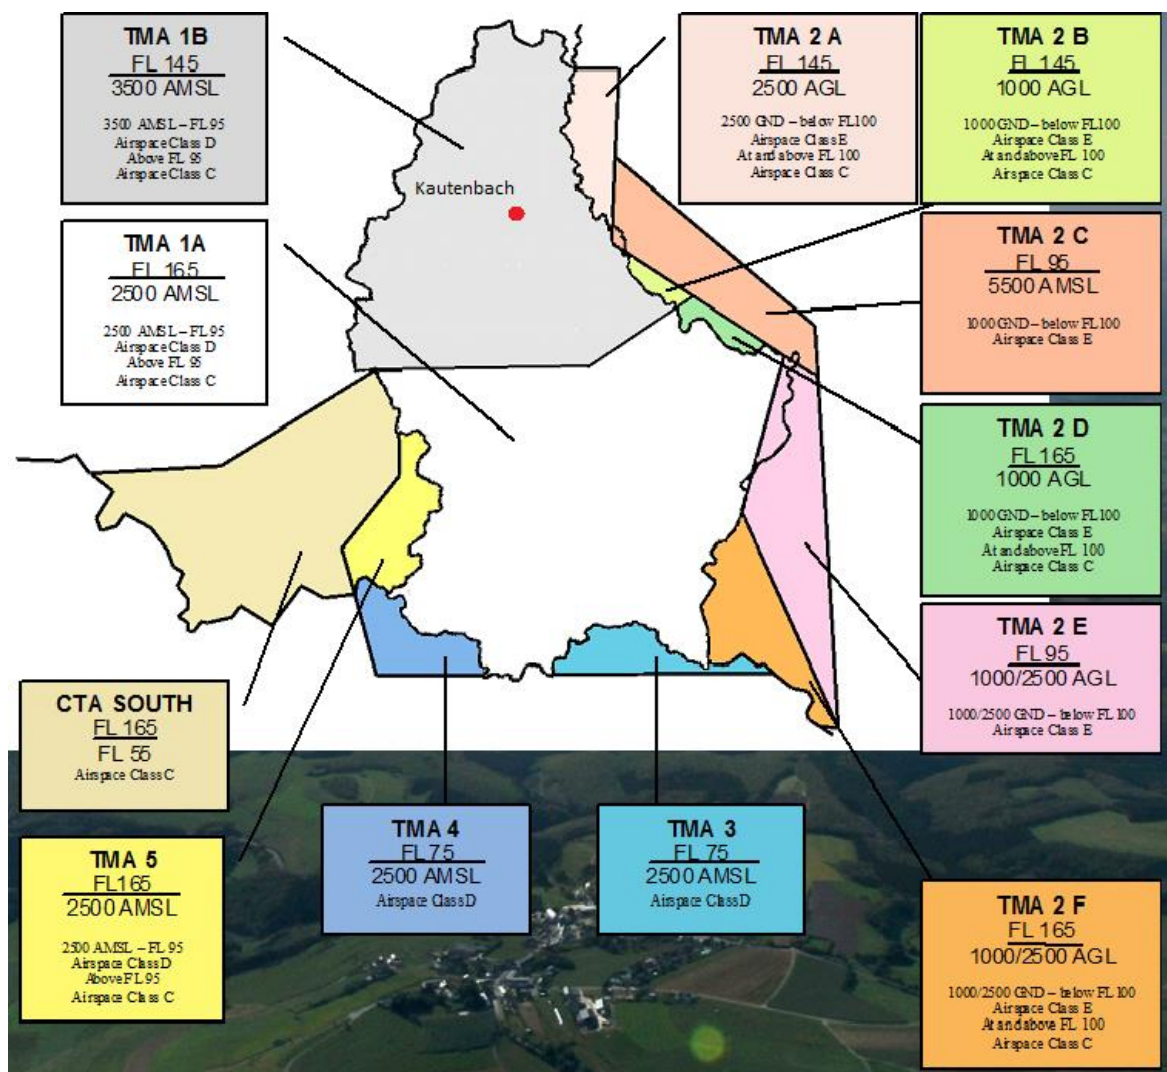 TMA 1B
FL 145
3500 AMSL
3500 AMSL – FL 95
Airspace Class D
Above FL 95
Airspace Class C
TMA 2 A
FL 145
2500 AGL
2500 GND – below FL100
Airspace Class E
At and above FL 100
Airspace Class C
TMA 2 B
FL 145
1000 AGL
1000 GND – below FL100
Airspace Class E
At and above FL 100
Airspace Class C
Kautenbach
TMA 1A
FL 165
2500 AMSL
2500 AMSL – FL 95
Airspace Class D
Above FL 95
Airspace Class C
TMA 2 C
FL 95
5500 AMSL
1000 GND – below FL100
Airspace Class E
TMA 2 D
FL 165
1000 AGL
1000 GND – below FL100
Airspace Class E
At and above FL 100
Airspace Class C
TMA 2 E
FL 95
1000/2500 AGL
1000/2500 GND – below FL 100
Airspace Class E
CTA SOUTH
FL 165
FL 55
Airspace Class C
TMA 4
FL 75
2500 AMSL
Airspace Class D
TMA 3
FL 75
2500 AMSL
Airspace Class D
TMA 5
FL165
2500 AMSL
2500 AMSL – FL 95
Airspace Class D
Above FL 95
Airspace Class C
TMA 2 F
FL 165
1000/2500 AGL
1000/2500 GND – below FL 100
Airspace Class E
At and above FL 100
Airspace Class C